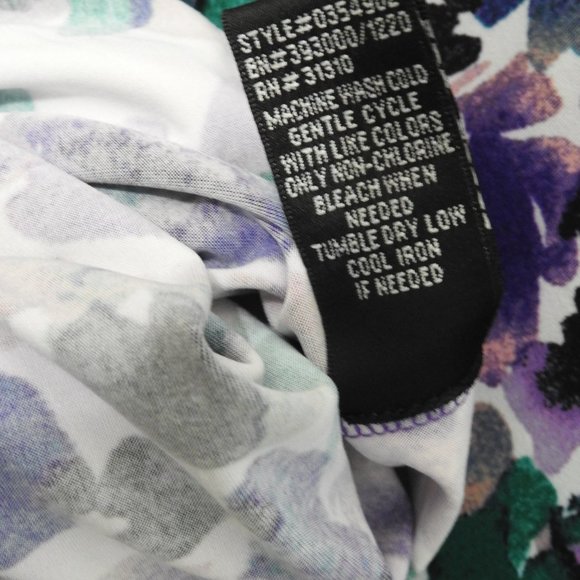 STYLE#0354902
BN#393000/1220
RN# 31310
MACHINE WASH COLD
GENTLE CYCLE
WITH LIKE COLORS
ONLY NON-CHLORINE
BLEACH WHEN
NEEDED
TUMBLE DRY LOW
COOL IRON
IF NEEDED